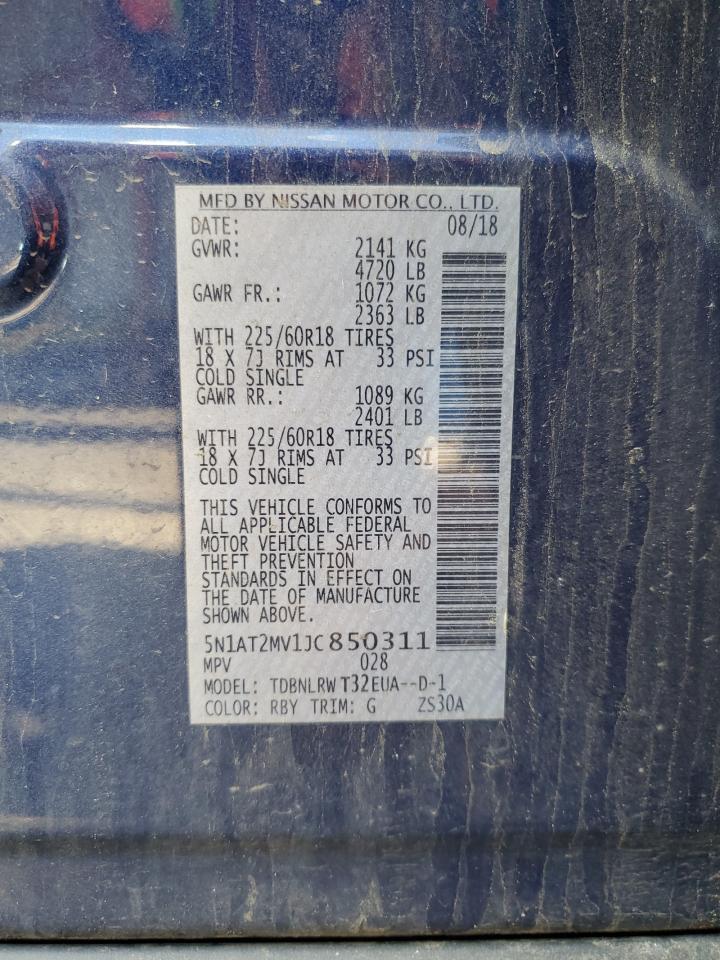 MFD BY NISSAN MOTOR CO., LTD.
DATE: 08/18
GVWR: 2141 KG
4720 LB
GAWR FR.: 1072 KG
2363 LB
WITH 225/60R18 TIRES
18 X 7J RIMS AT 33 PSI
COLD SINGLE
GAWR RR.: 1089 KG
2401 LB
WITH 225/60R18 TIRES
18 X 7J RIMS AT 33 PSI
COLD SINGLE
THIS VEHICLE CONFORMS TO
ALL APPLICABLE FEDERAL
MOTOR VEHICLE SAFETY AND
THEFT PREVENTION
STANDARDS IN EFFECT ON
THE DATE OF MANUFACTURE
SHOWN ABOVE.
5N1AT2MV1JC850311
MPV 028
MODEL: TDBNLRW T32EUA--D-1
COLOR: RBY TRIM: G ZS30A